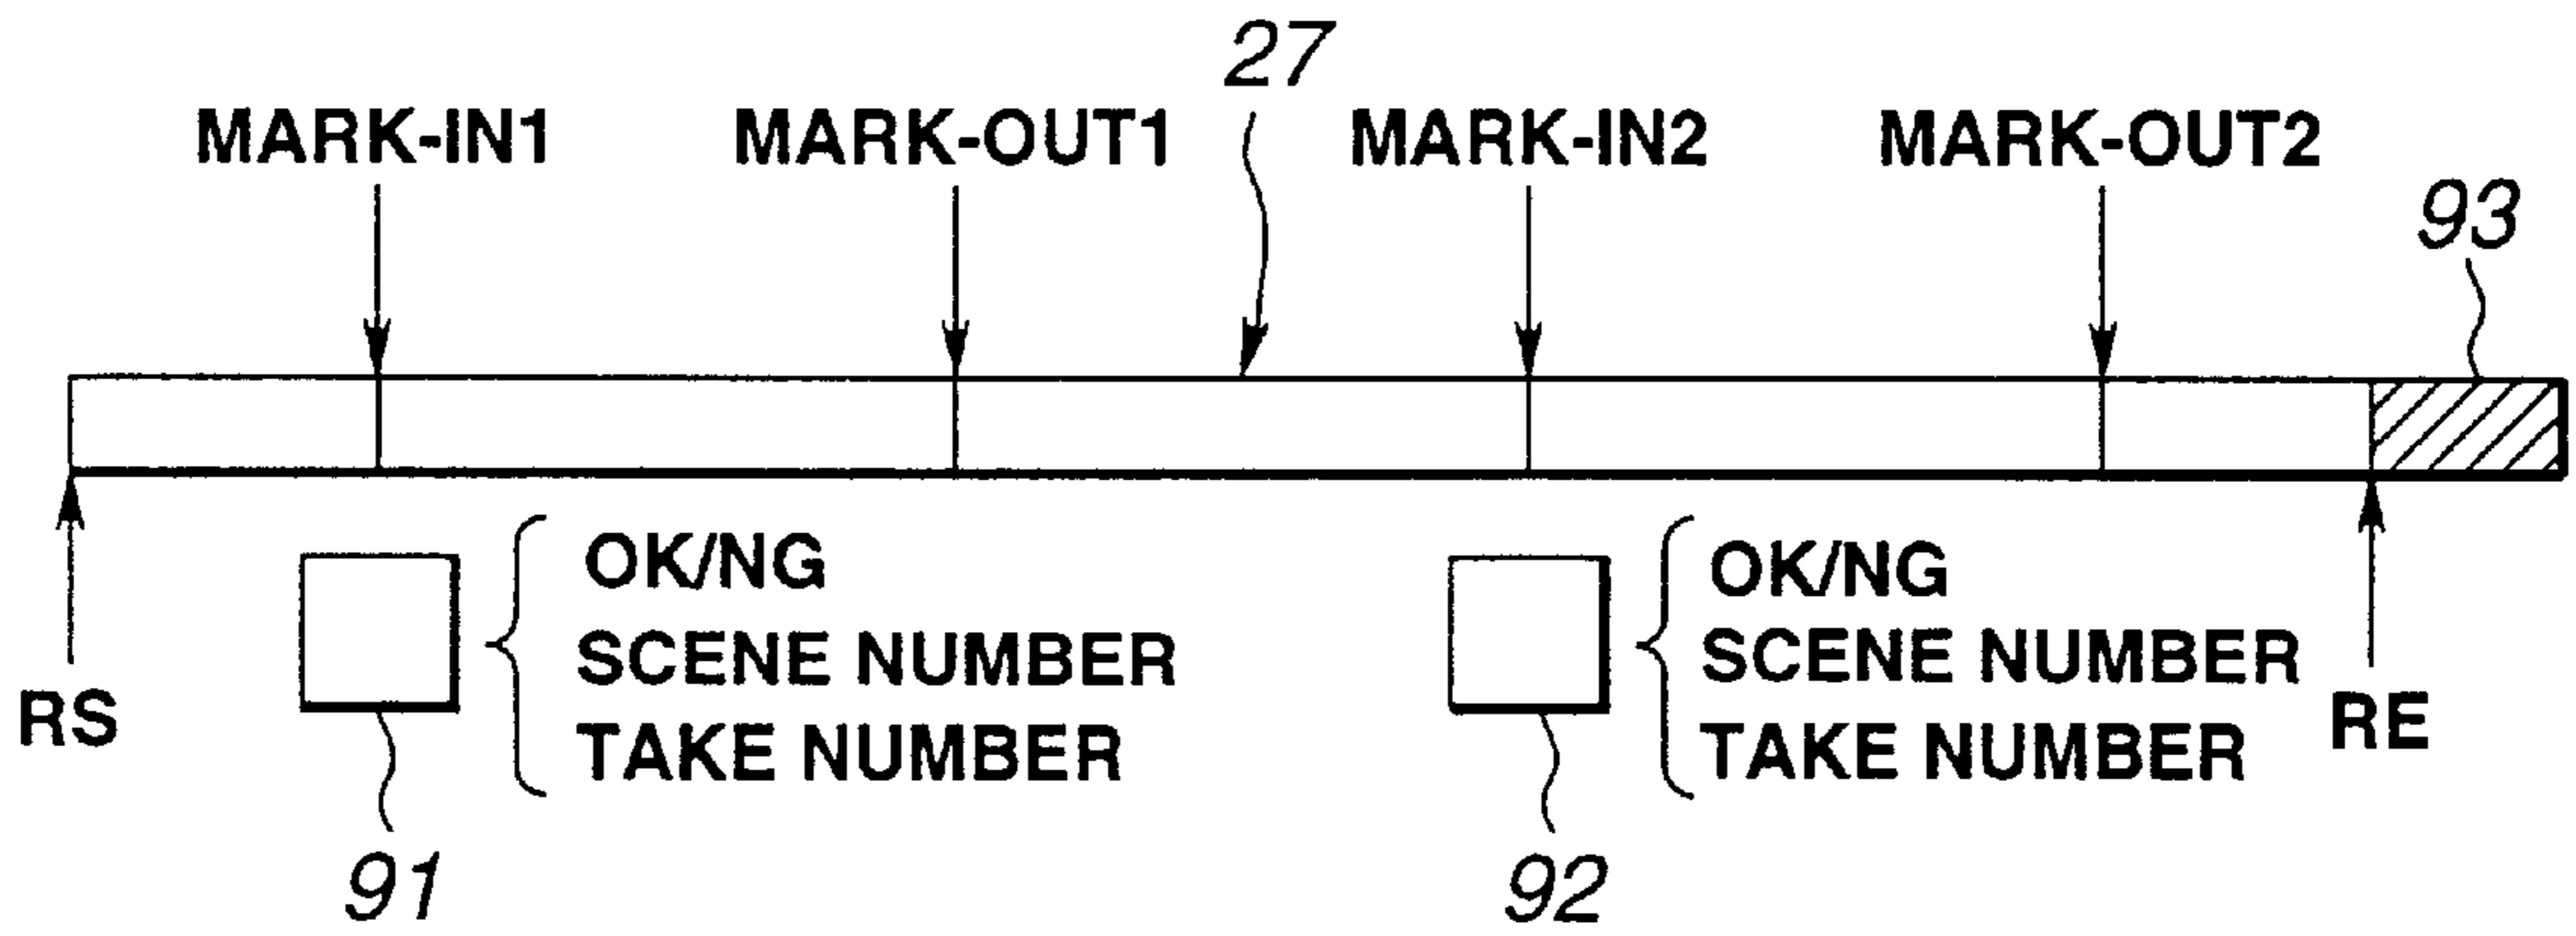 27
MARK-IN1 MARK-OUT1 MARK-IN2 MARK-OUT2
93
OK/NG OK/NG
SCENE NUMBER SCENE NUMBER
RS RE
TAKE NUMBER TAKE NUMBER
91 92